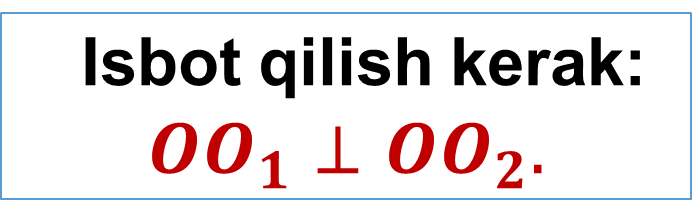 Isbot qilish kerak:
𝑶𝑶₁ ⊥ 𝑶𝑶₂.